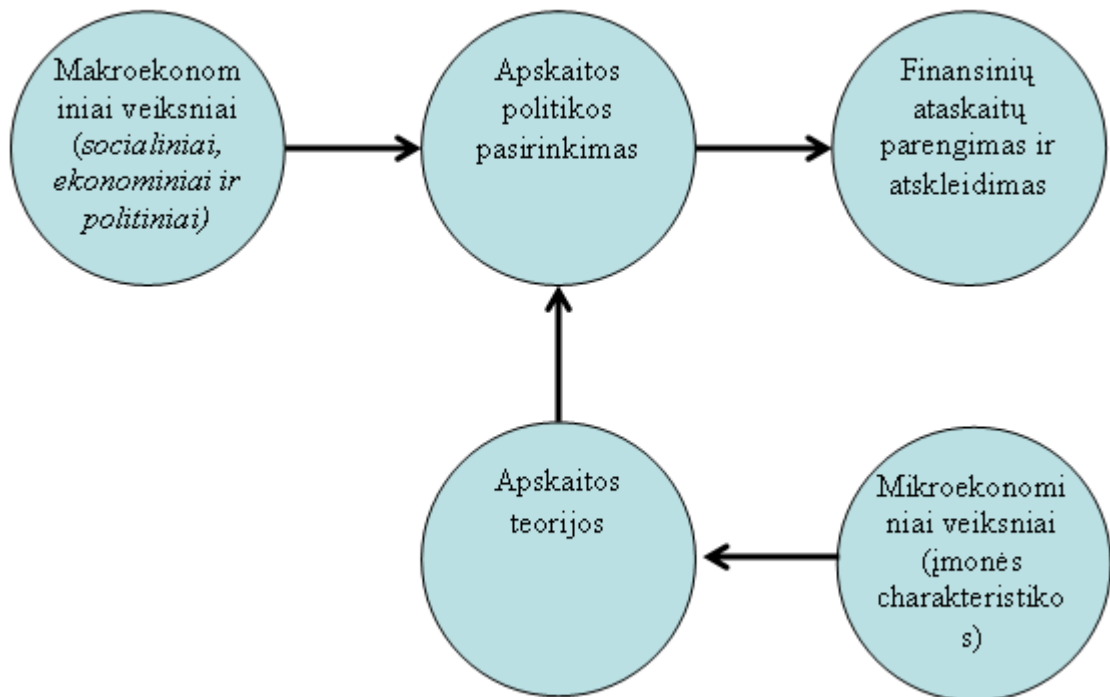 Makroekonom
iniai veiksniai
(socialiniai,
ekonominiai ir
politiniai)
Apskaitos
politikos
pasirinkimas
Finansinių
ataskaitų
parengimas ir
atskleidimas
Apskaitos
teorijos
Mikroekonomi
niai veiksniai
(įmonės
charakteristiko
s)